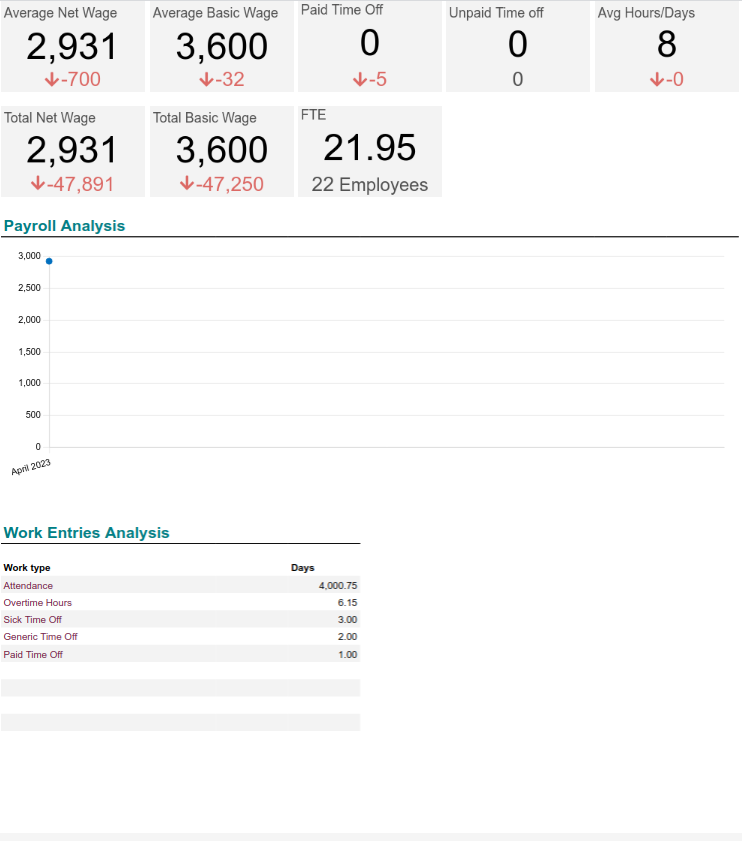 Average Net Wage
2,931
↓-700
Average Basic Wage
3,600
↓-32
Paid Time Off
0
↓-5
Unpaid Time off
0
0
Avg Hours/Days
8
↓-0
Total Net Wage
2,931
↓-47,891
Total Basic Wage
3,600
↓-47,250
FTE
21.95
22 Employees
Payroll Analysis
3,000
2,500
2,000
1,500
1,000
500
0
April 2023
Work Entries Analysis
Work type Days
Attendance 4,000.75
Overtime Hours 6.15
Sick Time Off 3.00
Generic Time Off 2.00
Paid Time Off 1.00